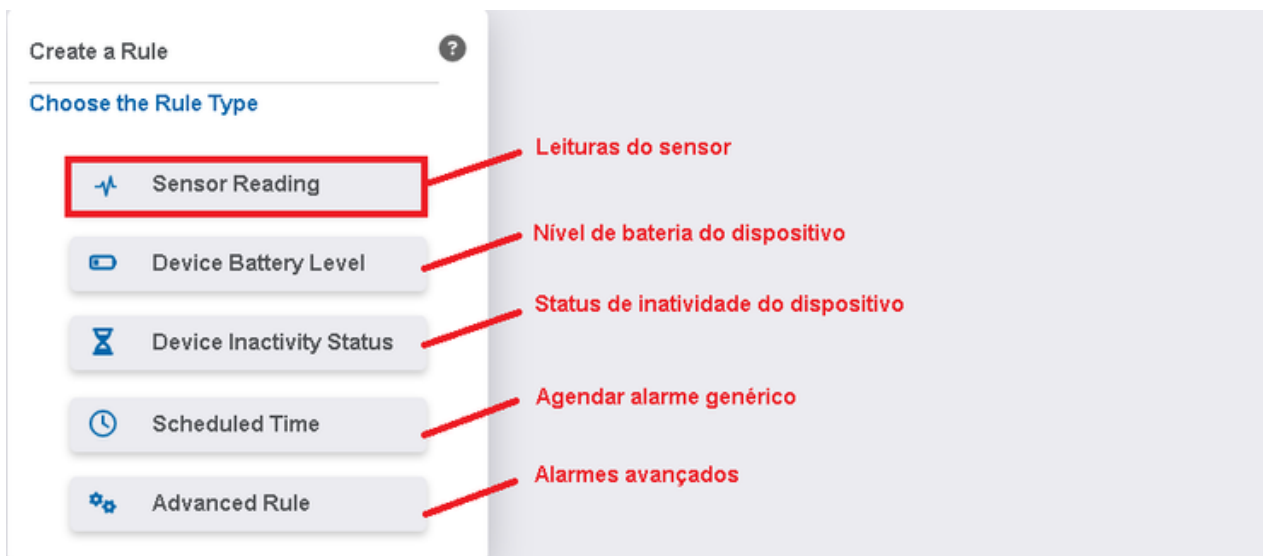 Create a Rule
?
Choose the Rule Type
Leituras do sensor
Sensor Reading
Nível de bateria do dispositivo
Device Battery Level
Status de inatividade do dispositivo
Device Inactivity Status
Agendar alarme genérico
Scheduled Time
Alarmes avançados
Advanced Rule